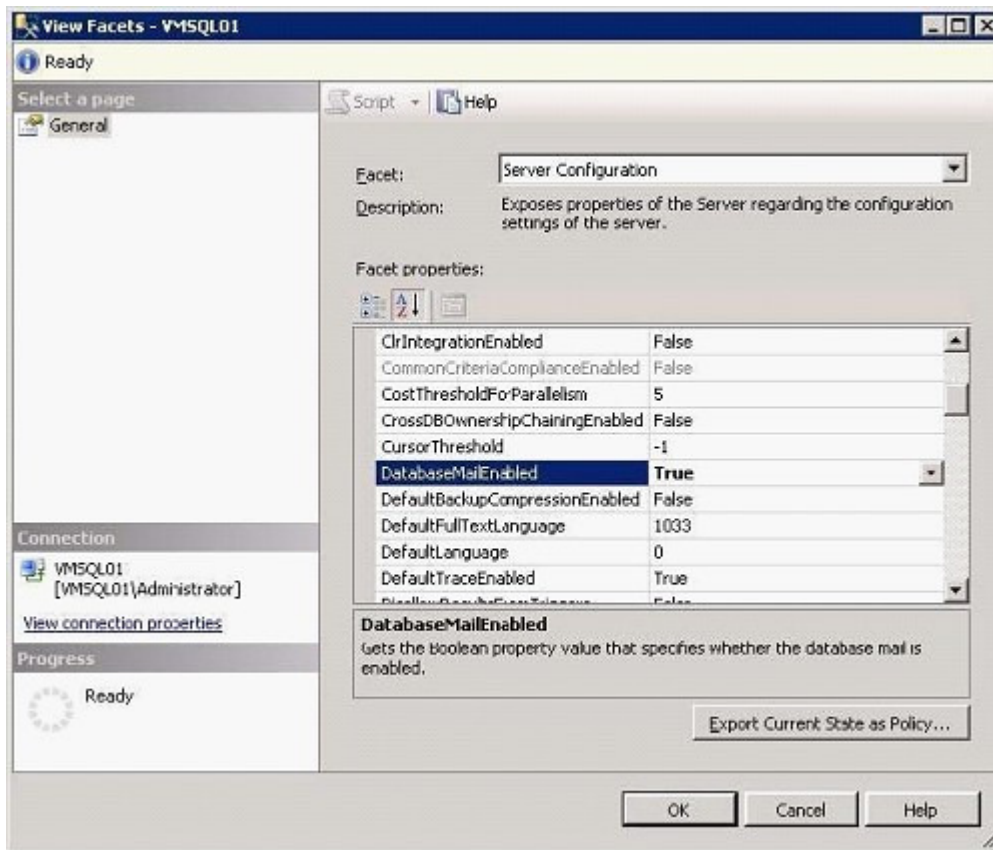 View Facets - VMSQL01
Ready
Select a page
General
Script
Help
Facet:
Server Configuration
Description:
Exposes properties of the Server regarding the configuration
settings of the server.
Facet properties:
ClrIntegrationEnabled False
CommonCriteriaComplianceEnabled False
CostThresholdForParallelism 5
CrossDBOwnershipChainingEnabled False
CursorThreshold -1
DatabaseMailEnabled True
DefaultBackupCompressionEnabled False
DefaultFullTextLanguage 1033
DefaultLanguage 0
DefaultTraceEnabled True
DatabaseMailEnabled
Gets the Boolean property value that specifies whether the database mail is
enabled.
Export Current State as Policy...
Connection
VMSQL01
[VMSQL01\Administrator]
View connection properties
Progress
Ready
OK
Cancel
Help